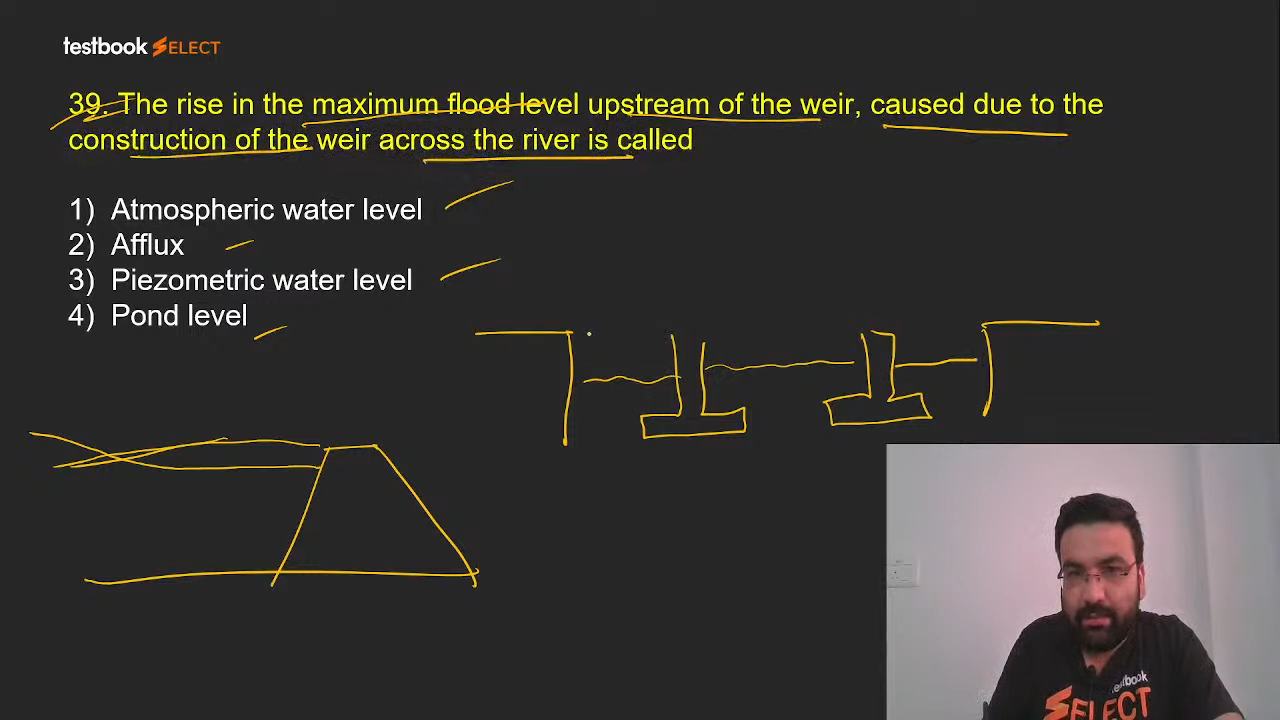 testbook SELECT
39. The rise in the maximum flood level upstream of the weir, caused due to the
construction of the weir across the river is called
1) Atmospheric water level
2) Afflux
3) Piezometric water level
4) Pond level
testbook
SELECT